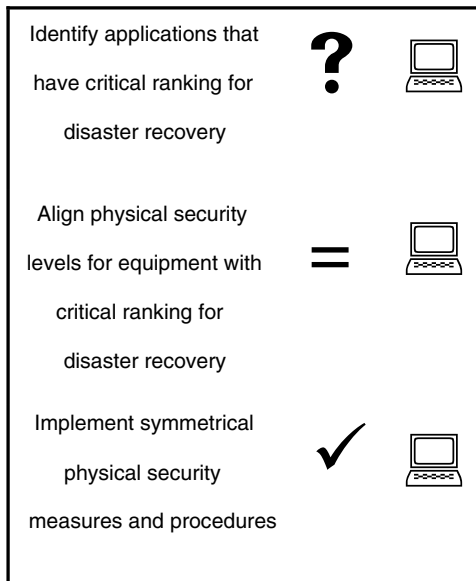 Identify applications that
have critical ranking for
disaster recovery
?
Align physical security
levels for equipment with
critical ranking for
disaster recovery
=
Implement symmetrical
physical security
measures and procedures
✓